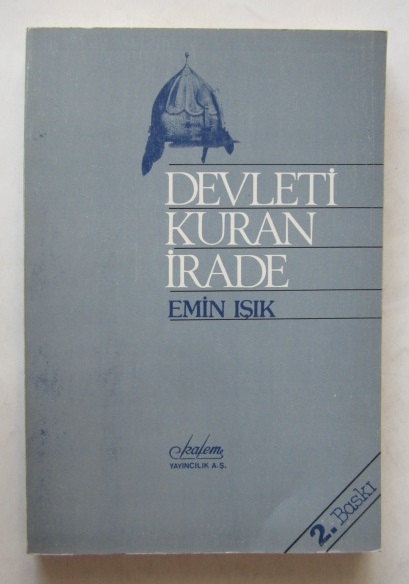 DEVLETİ
KURAN
İRADE
EMİN IŞIK
kalem
YAYINCILIK A.Ş.
2. Baskı